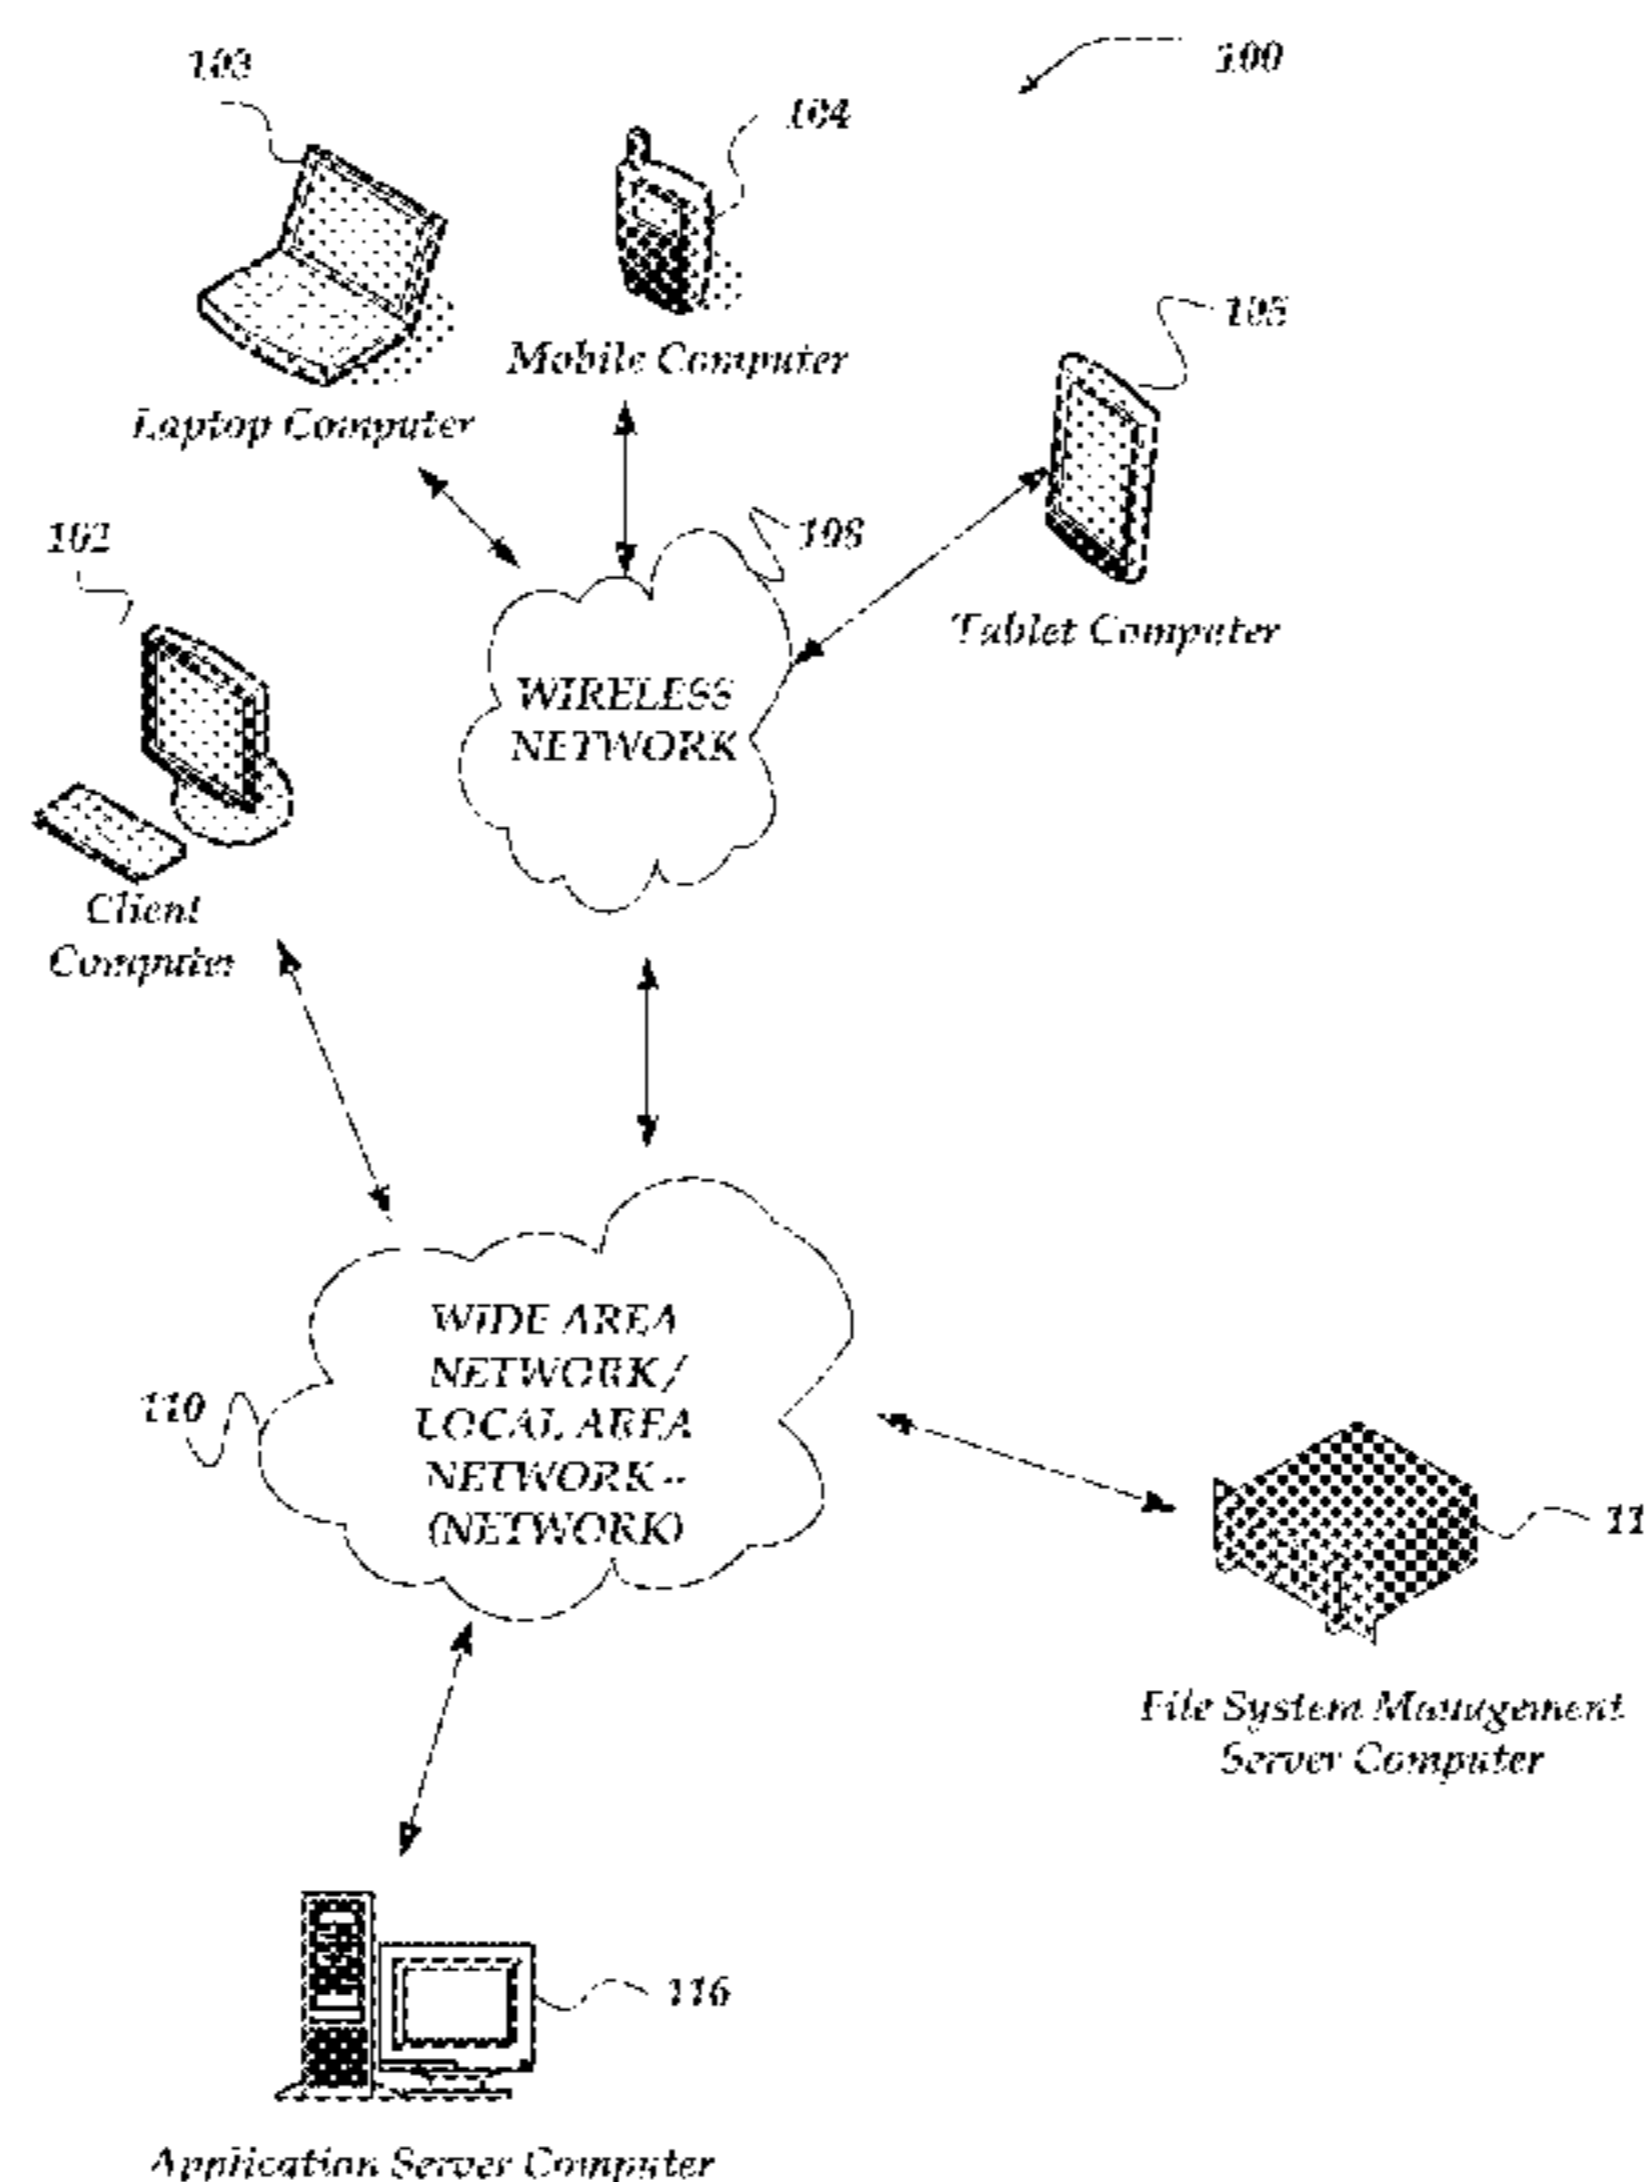 100
103
104
Mobile Computer
105
Laptop Computer
102
108
Tablet Computer
WIRELESS
NETWORK
Client
Computer
WIDE AREA
NETWORK/
LOCAL AREA
NETWORK--
(NETWORK)
110
11
File System Management
Server Computer
116
Application Server Computer